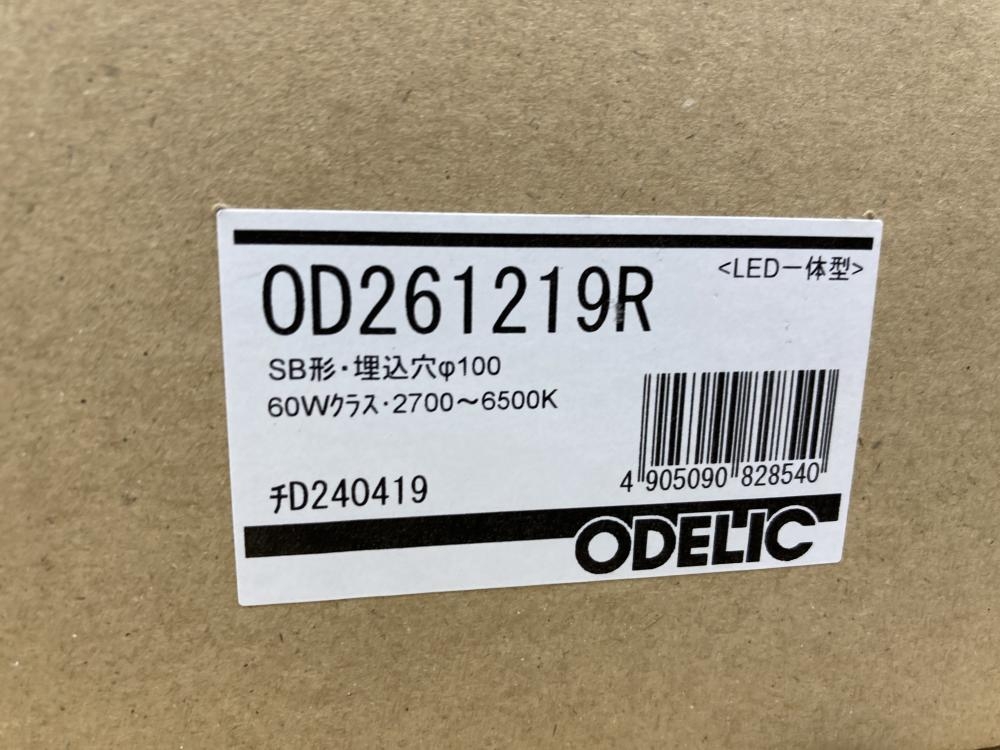 OD261219R
<LED一体型>
SB形・埋込穴φ100
60Wクラス・2700～6500K
チD240419
4 905090 828540
ODELIC